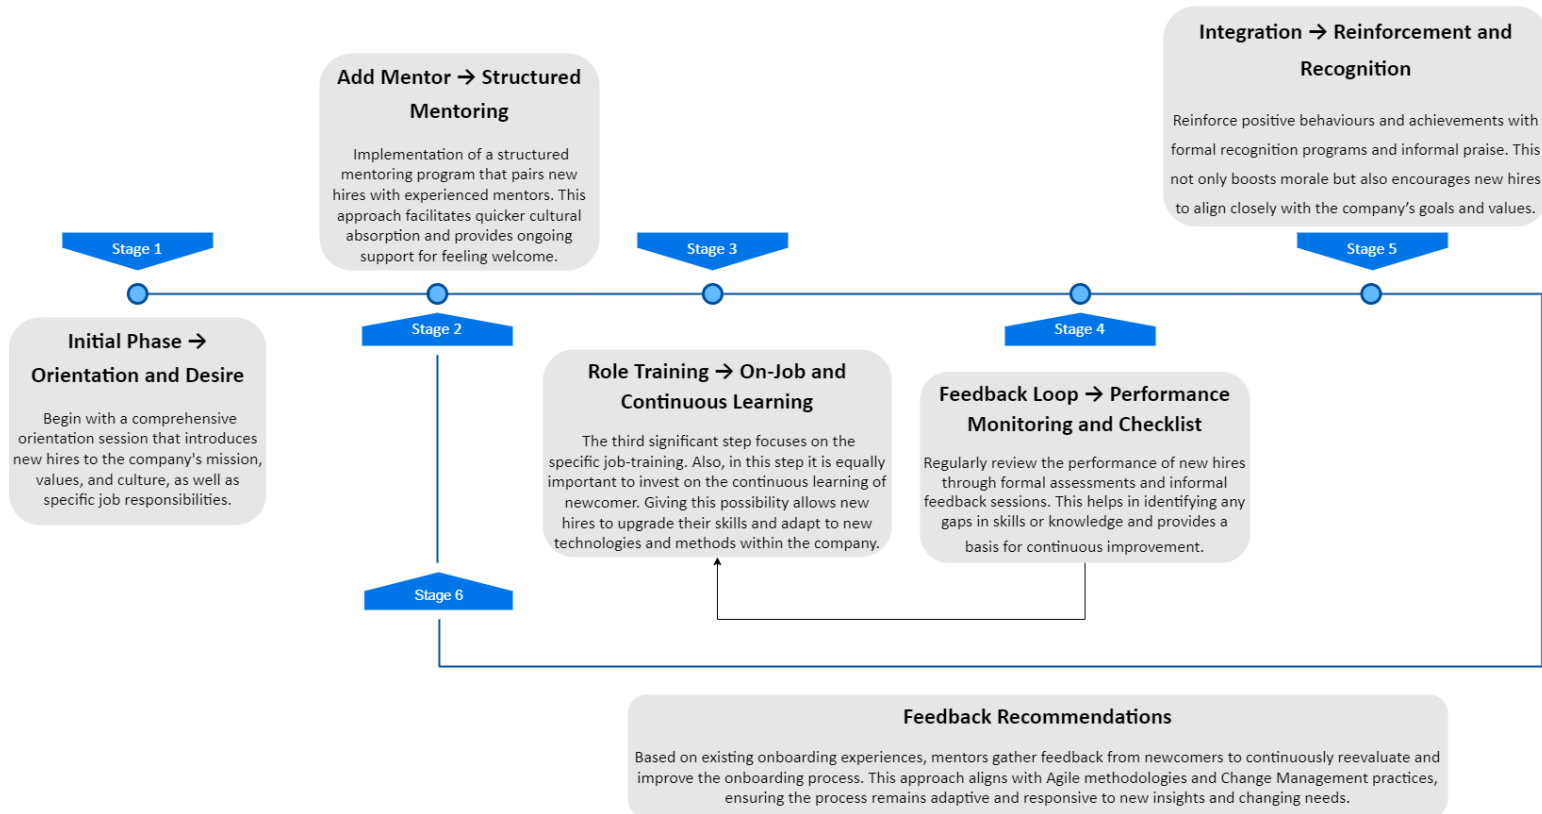 Stage 1
Initial Phase →
Orientation and Desire
Begin with a comprehensive
orientation session that introduces
new hires to the company's mission,
values, and culture, as well as
specific job responsibilities.
Add Mentor → Structured
Mentoring
Implementation of a structured
mentoring program that pairs new
hires with experienced mentors. This
approach facilitates quicker cultural
absorption and provides ongoing
support for feeling welcome.
Stage 2
Stage 3
Role Training → On-Job and
Continuous Learning
The third significant step focuses on the
specific job-training. Also, in this step it is equally
important to invest on the continuous learning of
newcomer. Giving this possibility allows new
hires to upgrade their skills and adapt to new
technologies and methods within the company.
Stage 4
Feedback Loop → Performance
Monitoring and Checklist
Regularly review the performance of new hires
through formal assessments and informal
feedback sessions. This helps in identifying any
gaps in skills or knowledge and provides a
basis for continuous improvement.
Integration → Reinforcement and
Recognition
Reinforce positive behaviours and achievements with
formal recognition programs and informal praise. This
not only boosts morale but also encourages new hires
to align closely with the company’s goals and values.
Stage 5
Stage 6
Feedback Recommendations
Based on existing onboarding experiences, mentors gather feedback from newcomers to continuously reevaluate and
improve the onboarding process. This approach aligns with Agile methodologies and Change Management practices,
ensuring the process remains adaptive and responsive to new insights and changing needs.